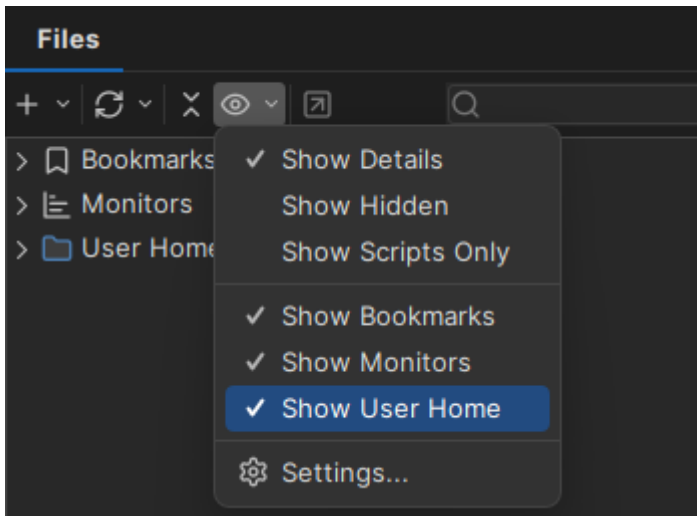 Files
Bookmarks
Monitors
User Home
Show Details
Show Hidden
Show Scripts Only
Show Bookmarks
Show Monitors
Show User Home
Settings...